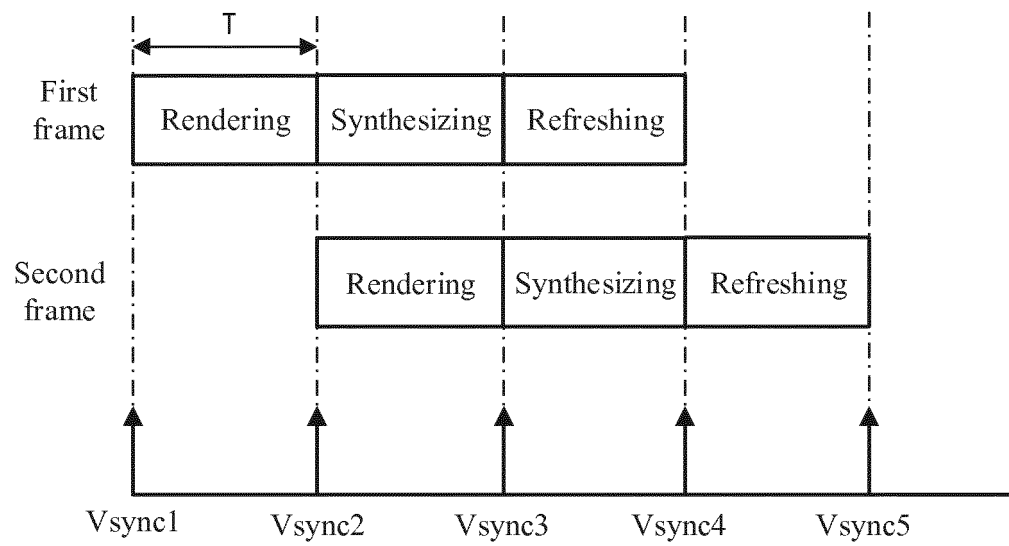 T
First
frame
Rendering
Synthesizing
Refreshing
Second
frame
Rendering
Synthesizing
Refreshing
Vsync1
Vsync2
Vsync3
Vsync4
Vsync5